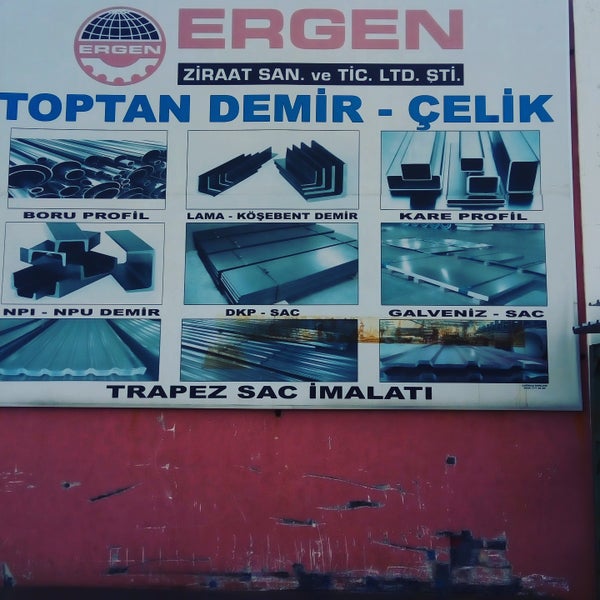 ERGEN
ERGEN
ZİRAAT SAN. ve TİC. LTD. ŞTİ.
TOPTAN DEMİR - ÇELİK
BORU PROFİL
LAMA - KÖŞEBENT DEMİR
KARE PROFİL
NPI - NPU DEMİR
DKP - SAC
GALVENİZ - SAC
TRAPEZ SAC İMALATI